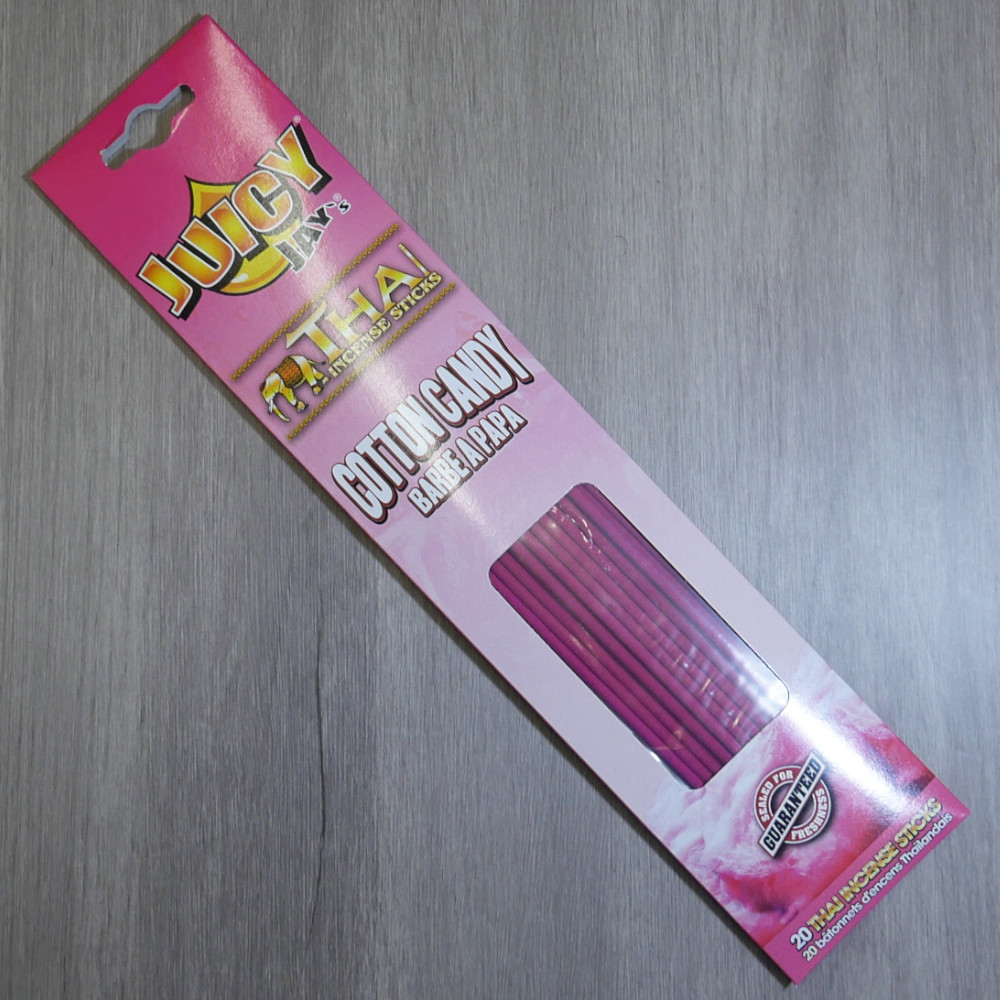 JUICY®
JAY'S®
THAI
INCENSE STICKS
COTTON CANDY
BARBE A PAPA
SEALED FOR
GUARANTEED
FRESHNESS
20 THAI INCENSE STICKS
20 bâtonnets d'encens Thaïlandais